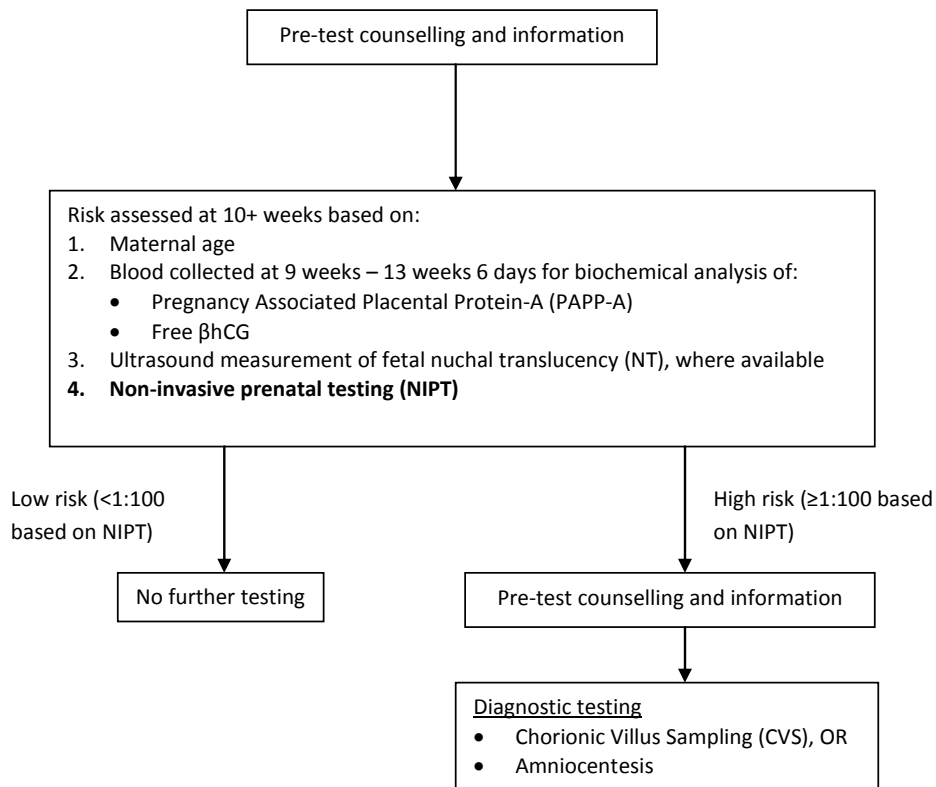 Pre-test counselling and information
Risk assessed at 10+ weeks based on:
1. Maternal age
2. Blood collected at 9 weeks – 13 weeks 6 days for biochemical analysis of:
• Pregnancy Associated Placental Protein-A (PAPP-A)
• Free βhCG
3. Ultrasound measurement of fetal nuchal translucency (NT), where available
4. Non-invasive prenatal testing (NIPT)
Low risk (<1:100
based on NIPT)
High risk (≥1:100 based
on NIPT)
No further testing
Pre-test counselling and information
Diagnostic testing
• Chorionic Villus Sampling (CVS), OR
• Amniocentesis